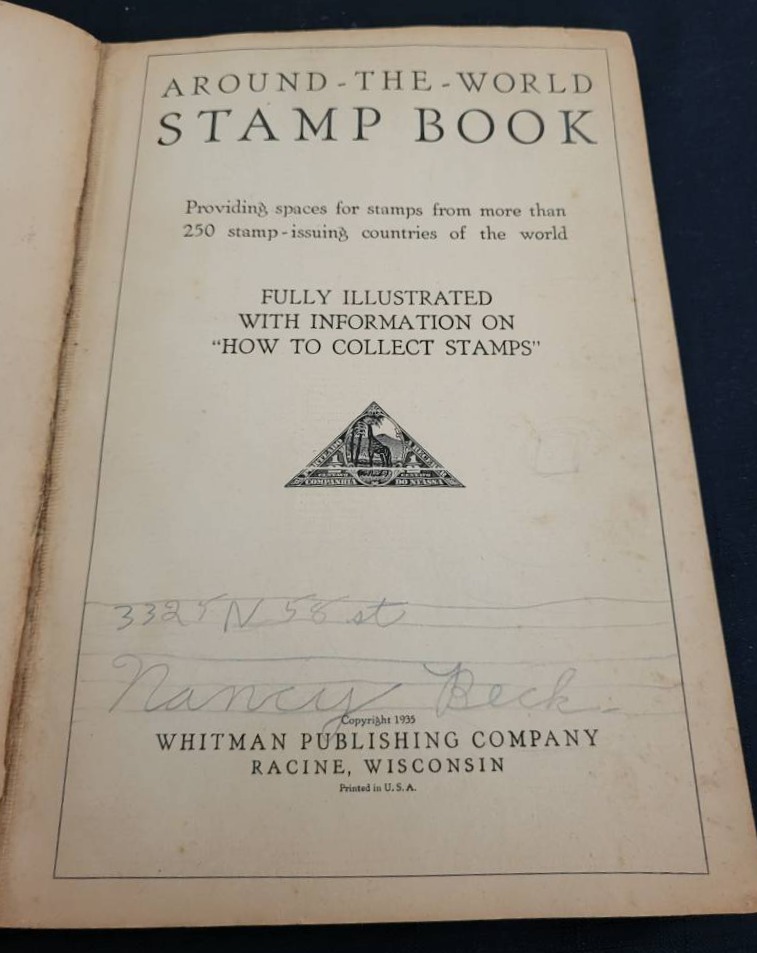 AROUND-THE-WORLD
STAMP BOOK
Providing spaces for stamps from more than
250 stamp-issuing countries of the world
FULLY ILLUSTRATED
WITH INFORMATION ON
"HOW TO COLLECT STAMPS"
COMPANHIA DO NYASSA
3325 N 58 st
Nancy Beck
Copyright 1935
WHITMAN PUBLISHING COMPANY
RACINE, WISCONSIN
Printed in U. S. A.